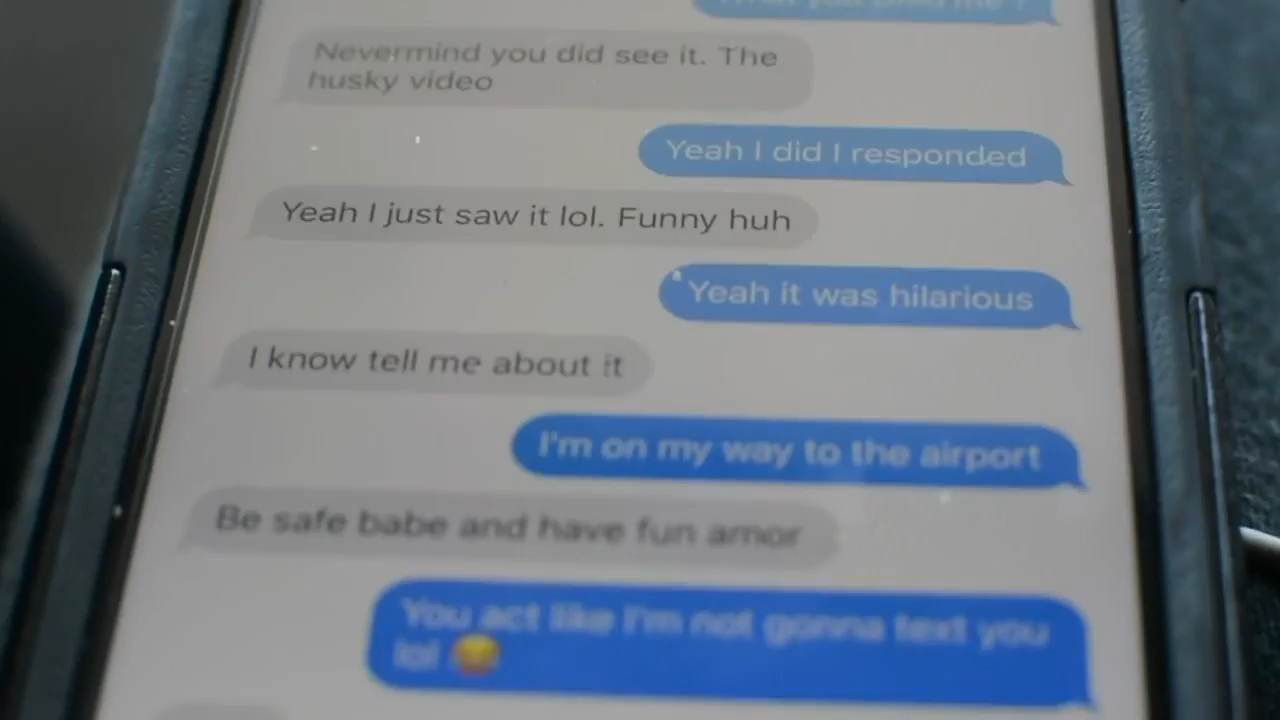 Nevermind you did see it. The
husky video
Yeah I did I responded
Yeah I just saw it lol. Funny huh
Yeah it was hilarious
I know tell me about it
I'm on my way to the airport
Be safe babe and have fun amor
You act like I'm not gonna text you
lol